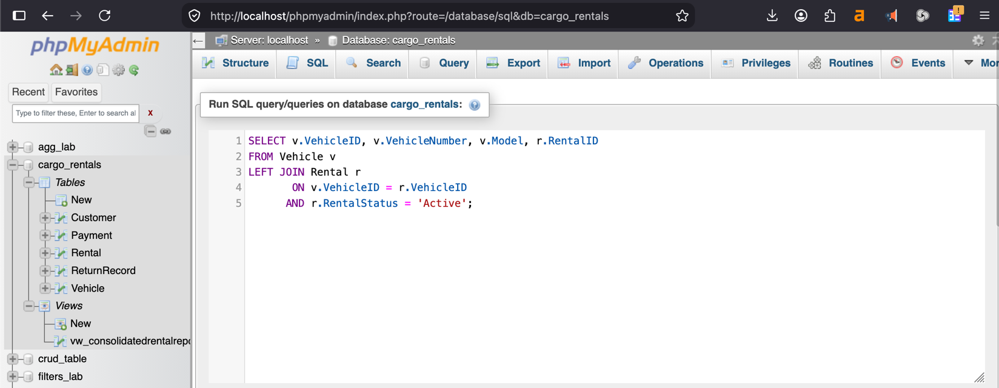 http://localhost/phpmyadmin/index.php?route=/database/sql&db=cargo_rentals
phpMyAdmin
Recent Favorites
Type to filter these, Enter to search al X
agg_lab
cargo_rentals
Tables
New
Customer
Payment
Rental
ReturnRecord
Vehicle
Views
New
vw_consolidatedrentalrepo
crud_table
filters_lab
Server: localhost » Database: cargo_rentals
Structure SQL Search Query Export Import Operations Privileges Routines Events Mor
Run SQL query/queries on database cargo_rentals:
1 SELECT v.VehicleID, v.VehicleNumber, v.Model, r.RentalID
2 FROM Vehicle v
3 LEFT JOIN Rental r
4 ON v.VehicleID = r.VehicleID
5 AND r.RentalStatus = 'Active';